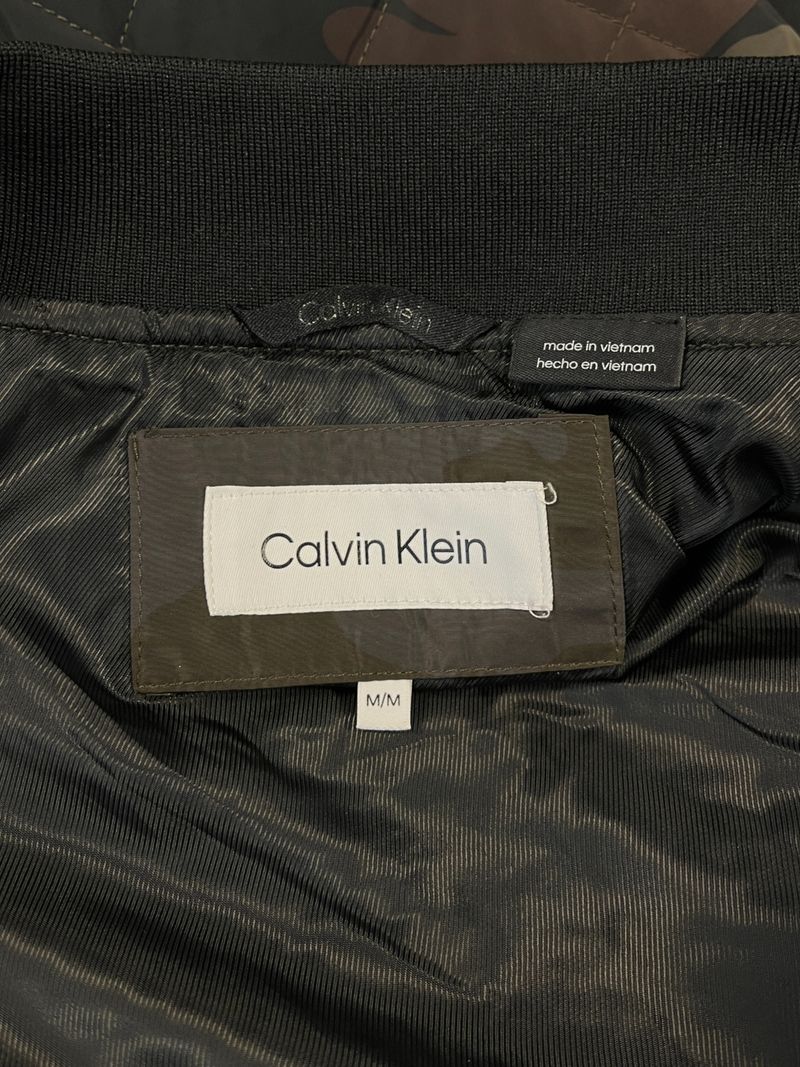 Calvin Klein
made in vietnam
hecho en vietnam
Calvin Klein
M/M